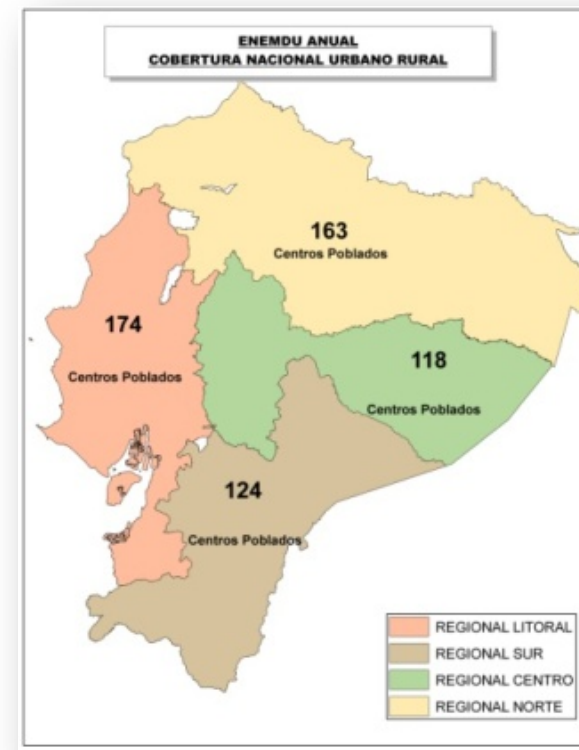 ENEMDU ANUAL
COBERTURA NACIONAL URBANO RURAL
163
Centros Poblados
174
Centros Poblados
118
Centros Poblados
124
Centros Poblados
REGIONAL LITORAL
REGIONAL SUR
REGIONAL CENTRO
REGIONAL NORTE